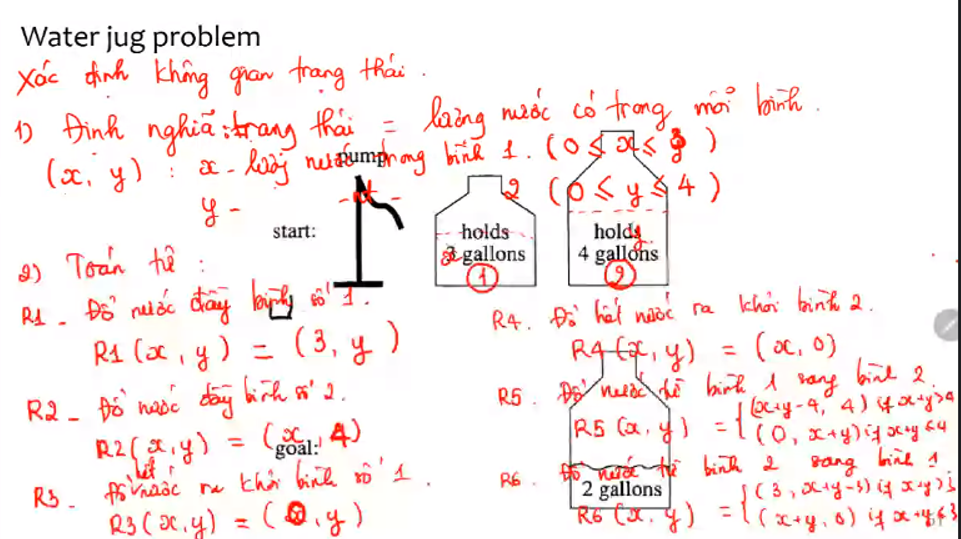 Water jug problem
Xác định không gian trạng thái.
1) Định nghĩa: trạng thái = lượng nước có trong mỗi bình.
(x, y) : x - lượng nước trong bình 1. (0 ≤ x ≤ 3)
pump
y - nt - 2 (0 ≤ y ≤ 4)
start:
holds
3 gallons
1
holds
4 gallons
2
x
y
2) Toán tử :
R1 - Đổ nước đầy bình số 1.
R1(x, y) = (3, y)
R2 - Đổ nước đầy bình số 2.
R2(x, y) = (x, 4)
goal:
R3 - Đổ hết nước ra khỏi bình số 1.
R3(x, y) = (0, y)
R4. Đổ hết nước ra khỏi bình 2.
R4(x, y) = (x, 0)
R5. Đổ nước từ bình 1 sang bình 2
R5(x, y) = { (x+y-4, 4) if x+y>4
(0, x+y) if x+y≤4
R6. Đổ nước từ bình 2 sang bình 1
2 gallons
R6(x, y) = { (3, x+y-3) if x+y>3
(x+y, 0) if x+y≤3